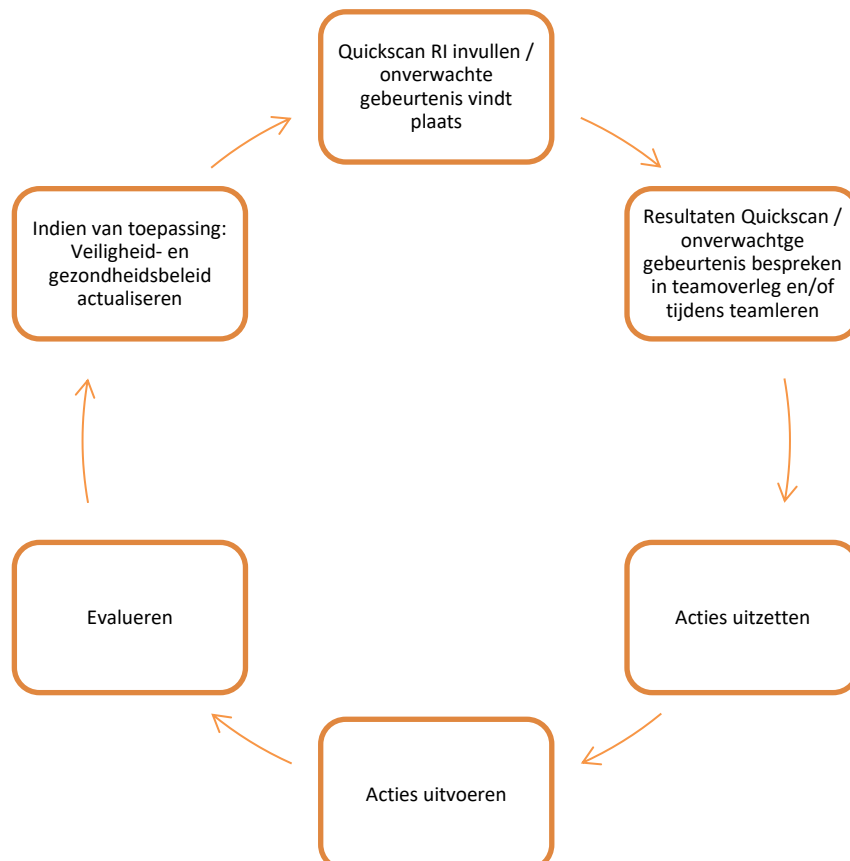 Quickscan RI invullen /
onverwachte
gebeurtenis vindt
plaats
Resultaten Quickscan /
onverwachtge
gebeurtenis bespreken
in teamoverleg en/of
tijdens teamleren
Acties uitzetten
Acties uitvoeren
Evalueren
Indien van toepassing:
Veiligheid- en
gezondheidsbeleid
actualiseren